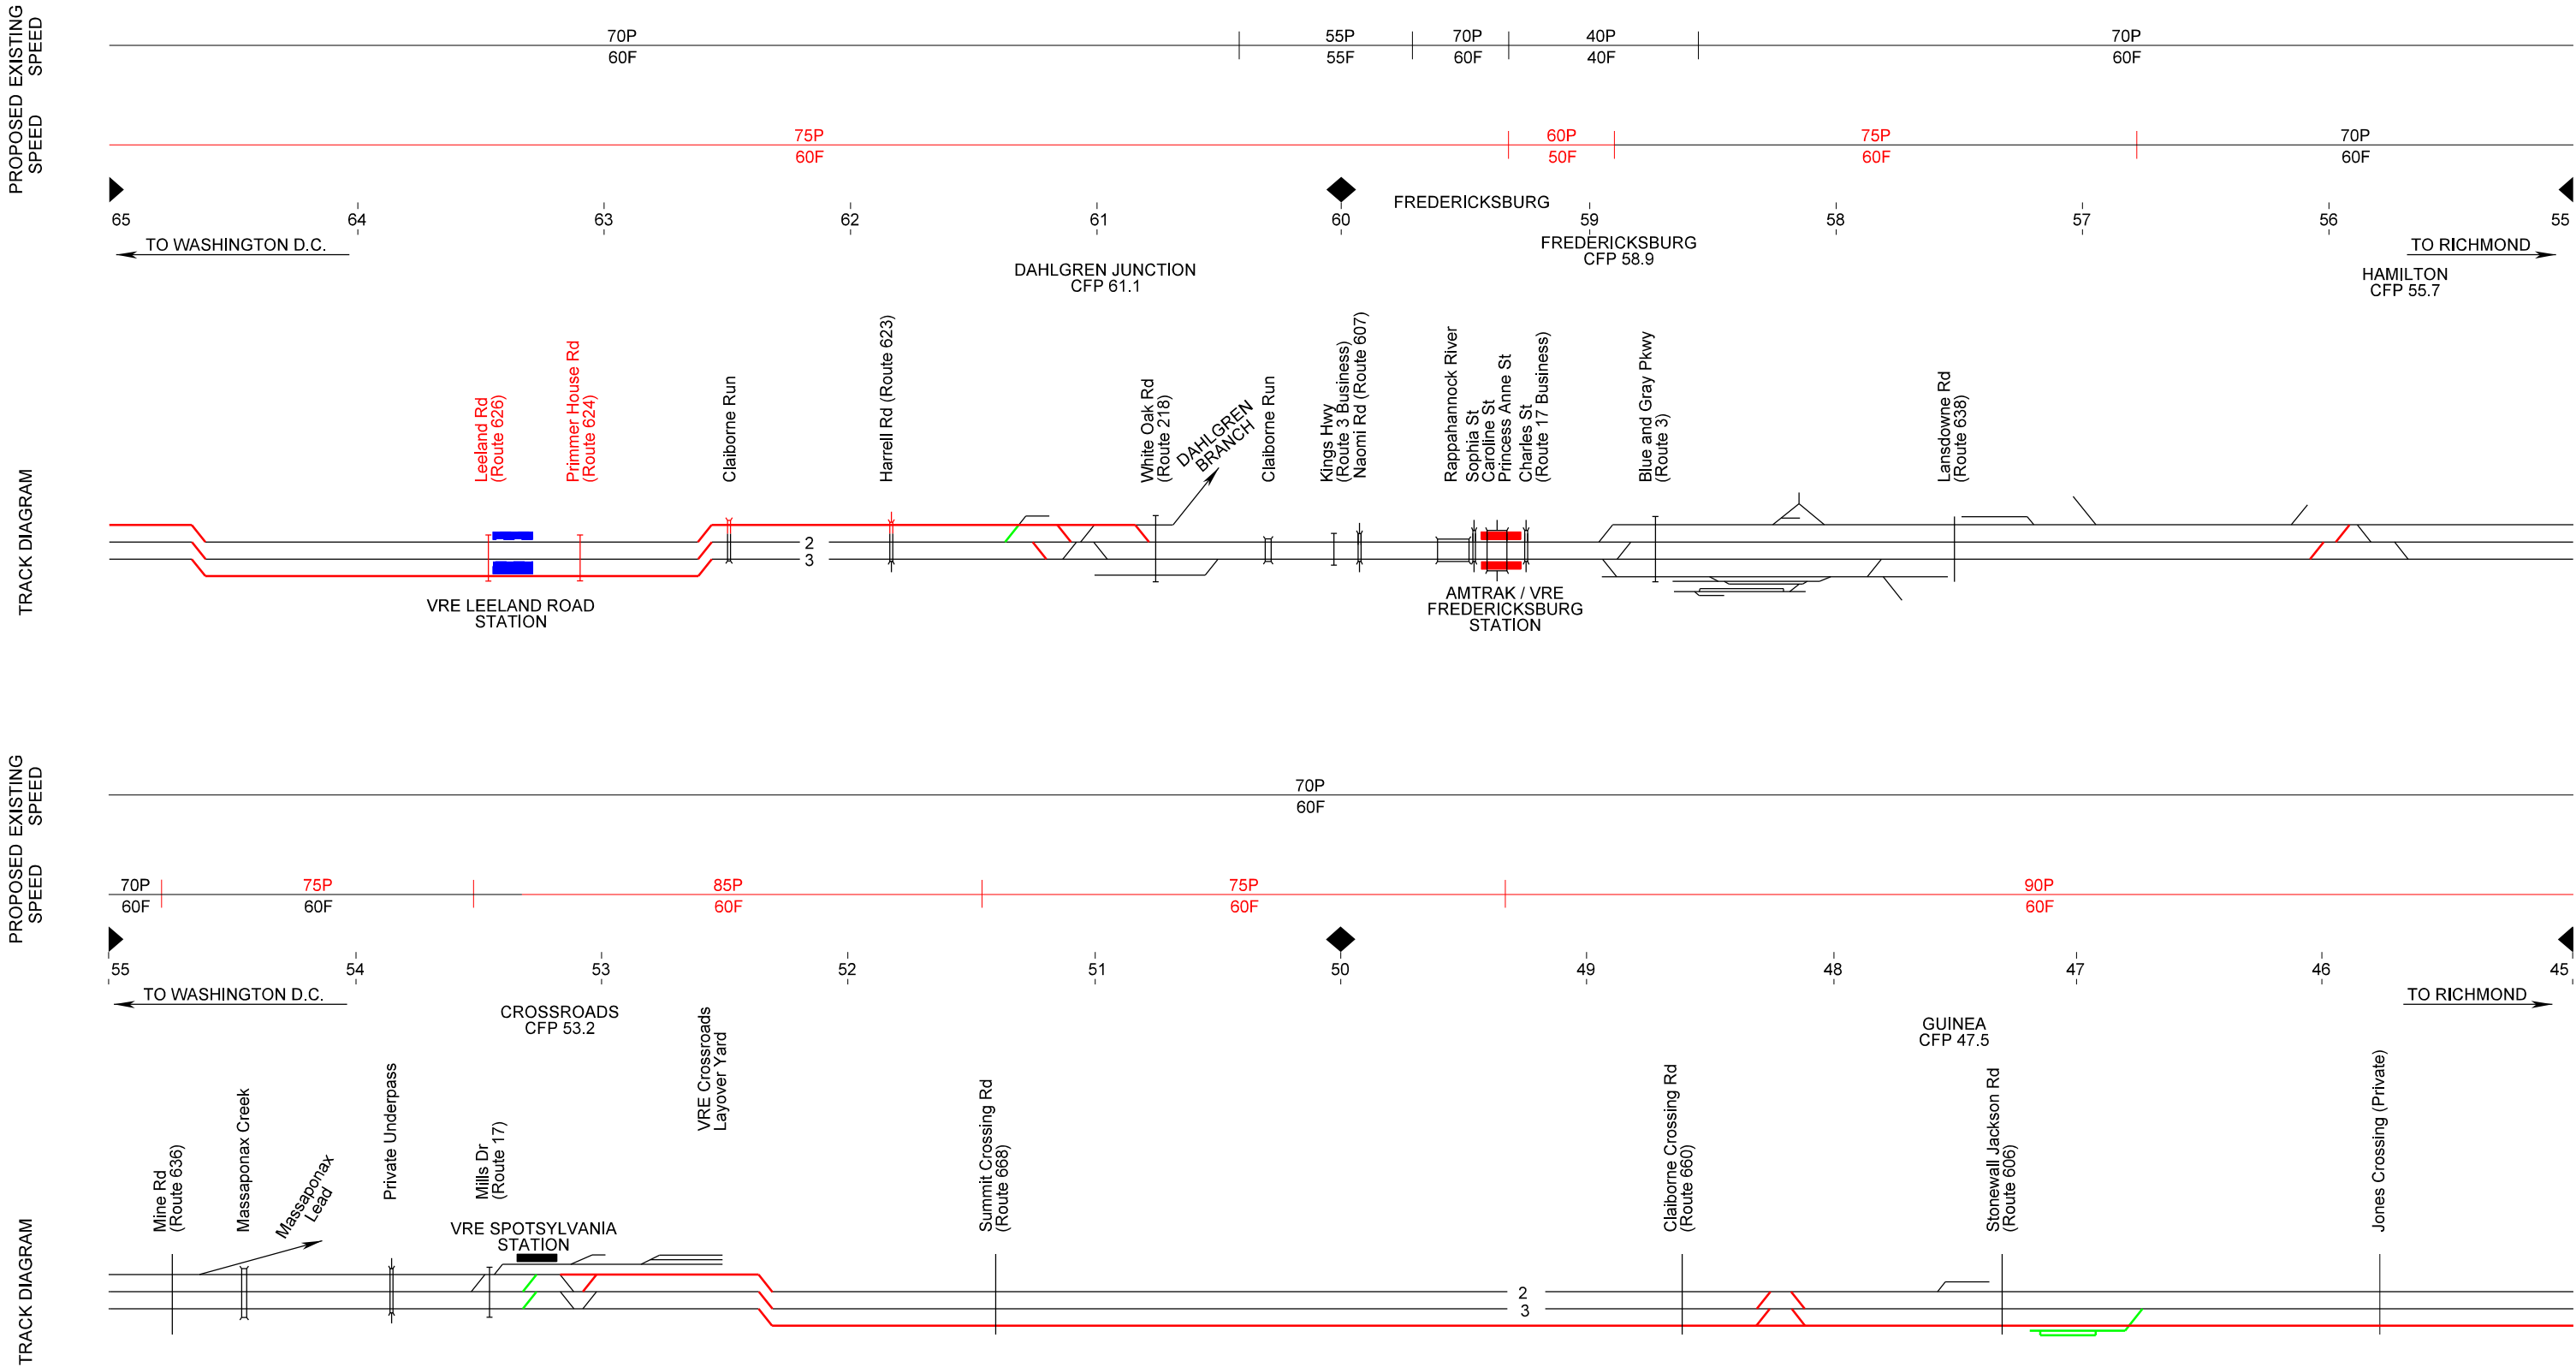 PROPOSED EXISTING
SPEED SPEED
70P
60F
55P
55F
70P
60F
40P
40F
70P
60F
75P
60F
60P
50F
75P
60F
70P
60F
65 64 63 62 61 60 59 58 57 56 55
FREDERICKSBURG
TO WASHINGTON D.C.
TO RICHMOND
DAHLGREN JUNCTION
CFP 61.1
FREDERICKSBURG
CFP 58.9
HAMILTON
CFP 55.7
TRACK DIAGRAM
Leeland Rd
(Route 626)
Primmer House Rd
(Route 624)
Claiborne Run
Harrell Rd (Route 623)
White Oak Rd
(Route 218)
DAHLGREN
BRANCH
Claiborne Run
Kings Hwy
(Route 3 Business)
Naomi Rd (Route 607)
Rappahannock River
Sophia St
Caroline St
Princess Anne St
Charles St
(Route 17 Business)
Blue and Gray Pkwy
(Route 3)
Lansdowne Rd
(Route 638)
2
3
VRE LEELAND ROAD
STATION
AMTRAK / VRE
FREDERICKSBURG
STATION
PROPOSED EXISTING
SPEED SPEED
70P
60F
70P
60F
75P
60F
85P
60F
75P
60F
90P
60F
55 54 53 52 51 50 49 48 47 46 45
TO WASHINGTON D.C.
TO RICHMOND
CROSSROADS
CFP 53.2
GUINEA
CFP 47.5
TRACK DIAGRAM
Mine Rd
(Route 636)
Massaponax Creek
Massaponax
Lead
Private Underpass
Mills Dr
(Route 17)
VRE SPOTSYLVANIA
STATION
VRE Crossroads
Layover Yard
Summit Crossing Rd
(Route 668)
Claiborne Crossing Rd
(Route 660)
Stonewall Jackson Rd
(Route 606)
Jones Crossing (Private)
2
3